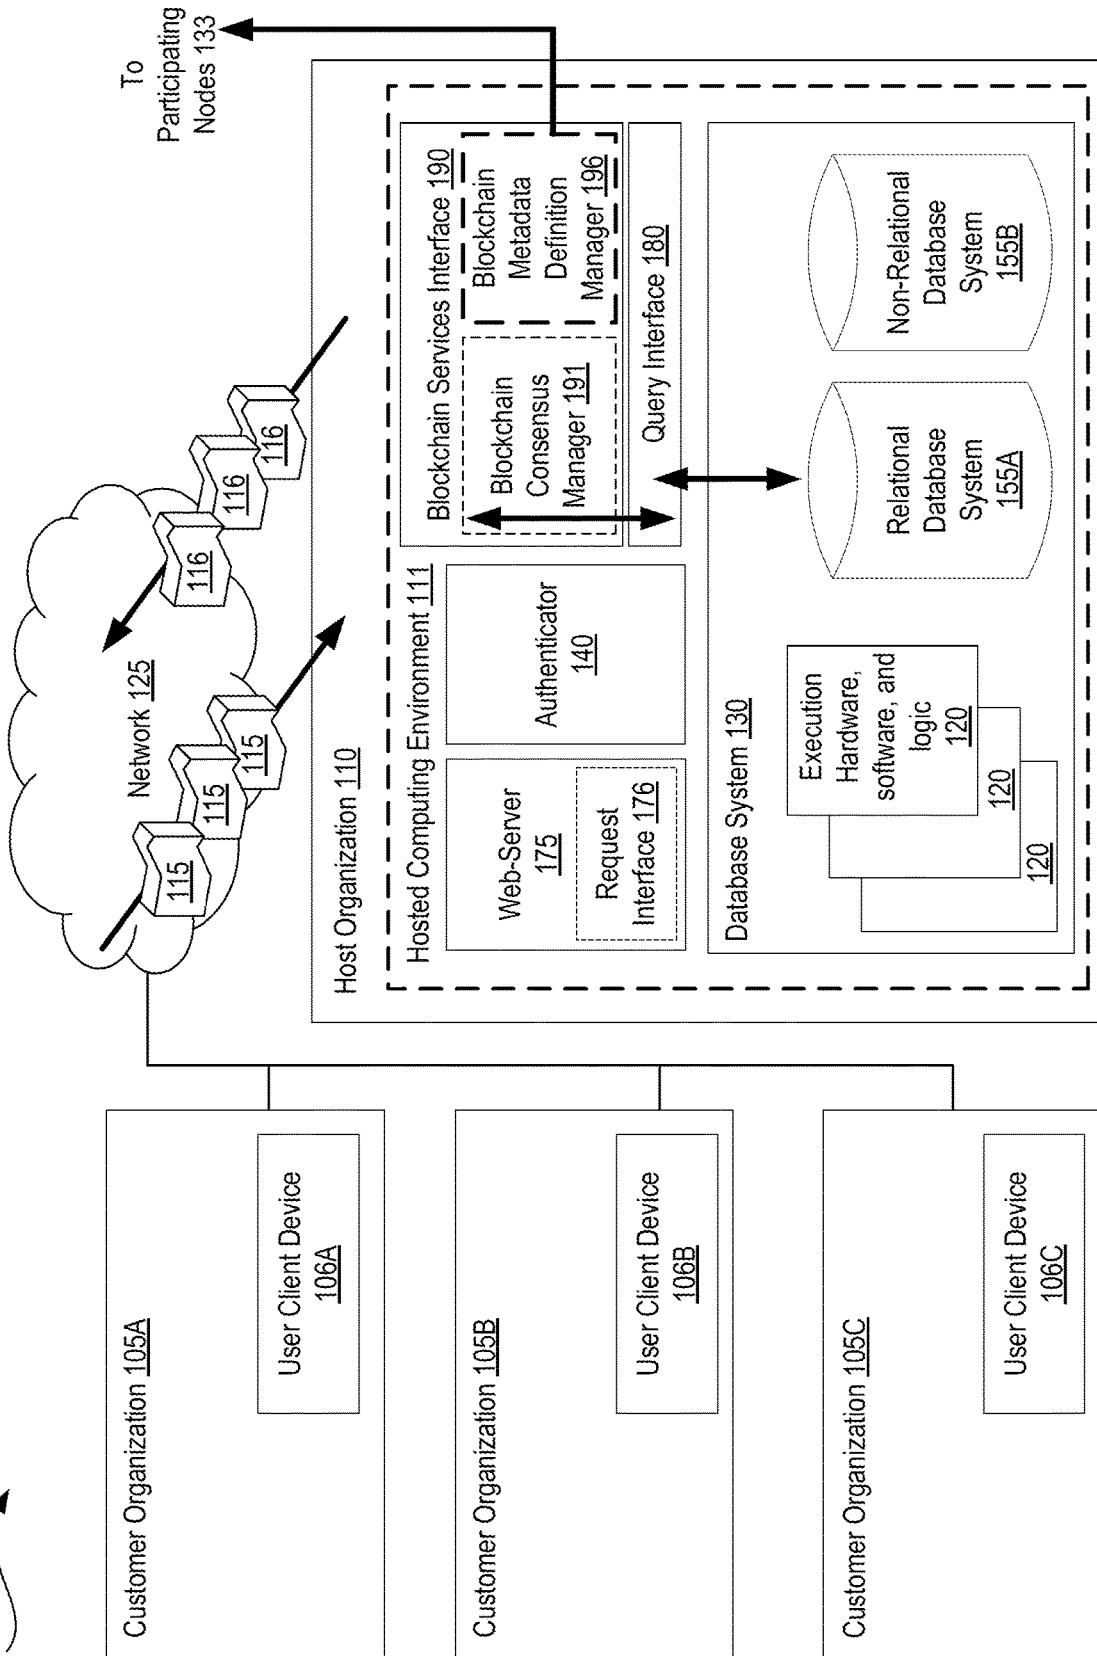 To
Participating
Nodes 133
Network 125
115
115
115
116
116
116
Host Organization 110
Hosted Computing Environment 111
Web-Server
175
Request
Interface 176
Authenticator
140
Blockchain Services Interface 190
Blockchain
Consensus
Manager 191
Blockchain
Metadata
Definition
Manager 196
Query Interface 180
Database System 130
Execution
Hardware,
software, and
logic
120
120
120
Relational
Database
System
155A
Non-Relational
Database
System
155B
Customer Organization 105A
User Client Device
106A
Customer Organization 105B
User Client Device
106B
Customer Organization 105C
User Client Device
106C